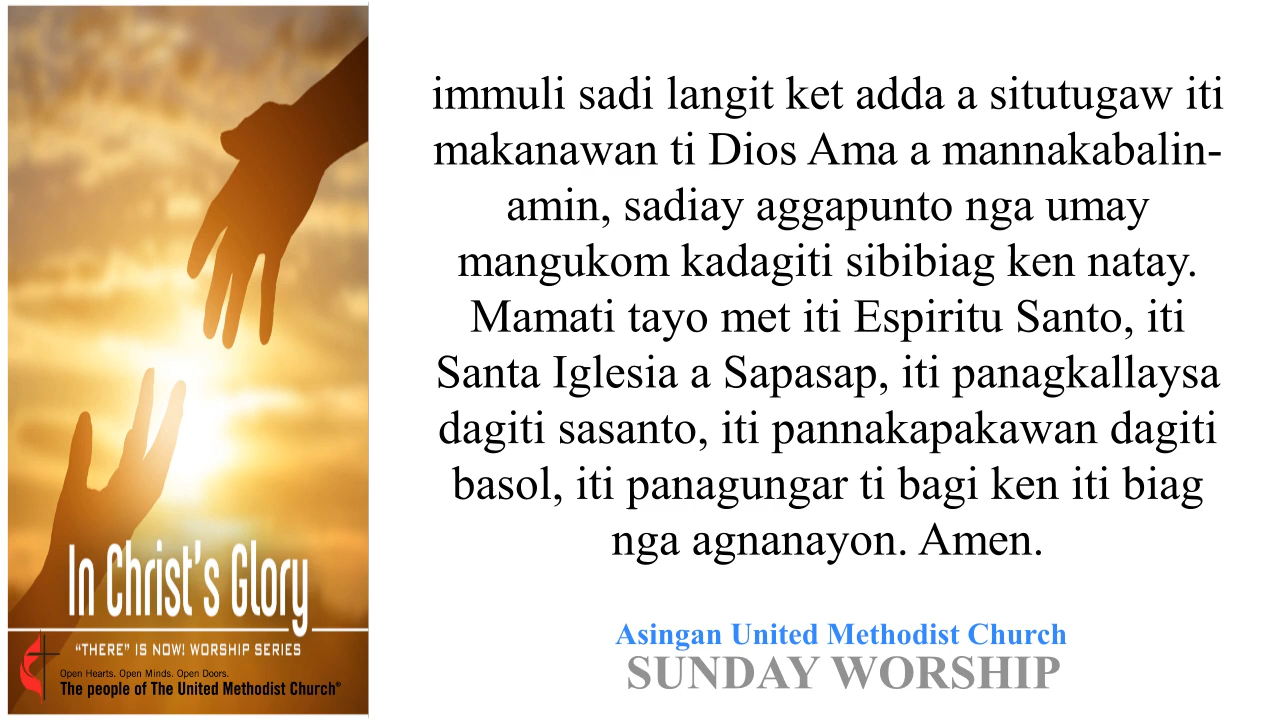 immuli sadi langit ket adda a situtugaw iti
makanawan ti Dios Ama a mannakabalin-
amin, sadiay aggapunto nga umay
mangukom kadagiti sibibiag ken natay.
Mamati tayo met iti Espiritu Santo, iti
Santa Iglesia a Sapasap, iti panagkallaysa
dagiti sasanto, iti pannakapakawan dagiti
basol, iti panagungar ti bagi ken iti biag
nga agnanayon. Amen.
In Christ's Glory
“THERE” IS NOW! WORSHIP SERIES
Open Hearts. Open Minds. Open Doors.
The people of The United Methodist Church®
Asingan United Methodist Church
SUNDAY WORSHIP